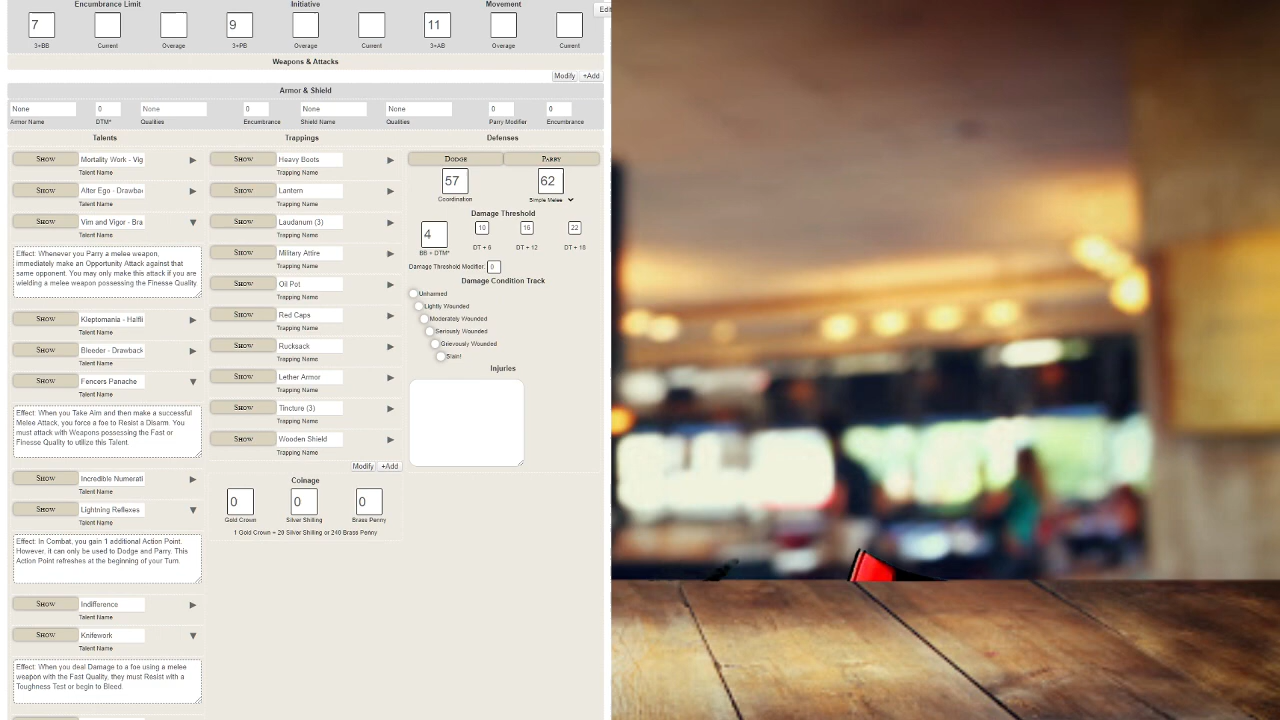 Encumbrance Limit Initiative Movement
7 9 11
3+BB Current Overage 3+PB Overage Current 3+AB Overage Current
Weapons & Attacks
Modify +Add
Armor & Shield
None 0 None 0 None None 0 0
Armor Name DTM* Qualities Encumbrance Shield Name Qualities Parry Modifier Encumbrance
Talents
Show Mortality Work - Vig
Talent Name
Show Alter Ego - Drawba
Talent Name
Show Vim and Vigor - Bra
Talent Name
Effect: Whenever you Parry a melee weapon,
immediately make an Opportunity Attack against that
same opponent. You may only make this attack if you are
wielding a melee weapon possessing the Finesse Quality
Show Kleptomania - Halfli
Talent Name
Show Bleeder - Drawback
Talent Name
Show Fencers Panache
Talent Name
Effect: When you Take Aim and then make a successful
Melee Attack, you force a foe to Resist a Disarm. You
must attack with Weapons possessing the Fast or
Finesse Quality to utilize this Talent.
Show Incredible Numerati
Talent Name
Show Lightning Reflexes
Talent Name
Effect: In Combat, you gain 1 additional Action Point.
However, it can only be used to Dodge and Parry. This
Action Point refreshes at the beginning of your Turn.
Show Indifference
Talent Name
Show Knifework
Talent Name
Effect: When you deal Damage to a foe using a melee
weapon with the Fast Quality, they must Resist with a
Toughness Test or begin to Bleed
Trappings
Show Heavy Boots
Trapping Name
Show Lantern
Trapping Name
Show Laudanum (3)
Trapping Name
Show Military Attire
Trapping Name
Show Oil Pot
Trapping Name
Show Red Caps
Trapping Name
Show Rucksack
Trapping Name
Show Lether Armor
Trapping Name
Show Tincture (3)
Trapping Name
Show Wooden Shield
Trapping Name
Modify +Add
Coinage
0 0 0
Gold Crown Silver Shilling Brass Penny
1 Gold Crown = 20 Silver Shilling or 240 Brass Penny
Defenses
Dodge Parry
57 62
Coordination Simple Melee
Damage Threshold
4 10 16 22
BB + DTM* DT + 6 DT + 12 DT + 18
Damage Threshold Modifier: 0
Damage Condition Track
Unharmed
Lightly Wounded
Moderately Wounded
Seriously Wounded
Grievously Wounded
Slain!
Injuries